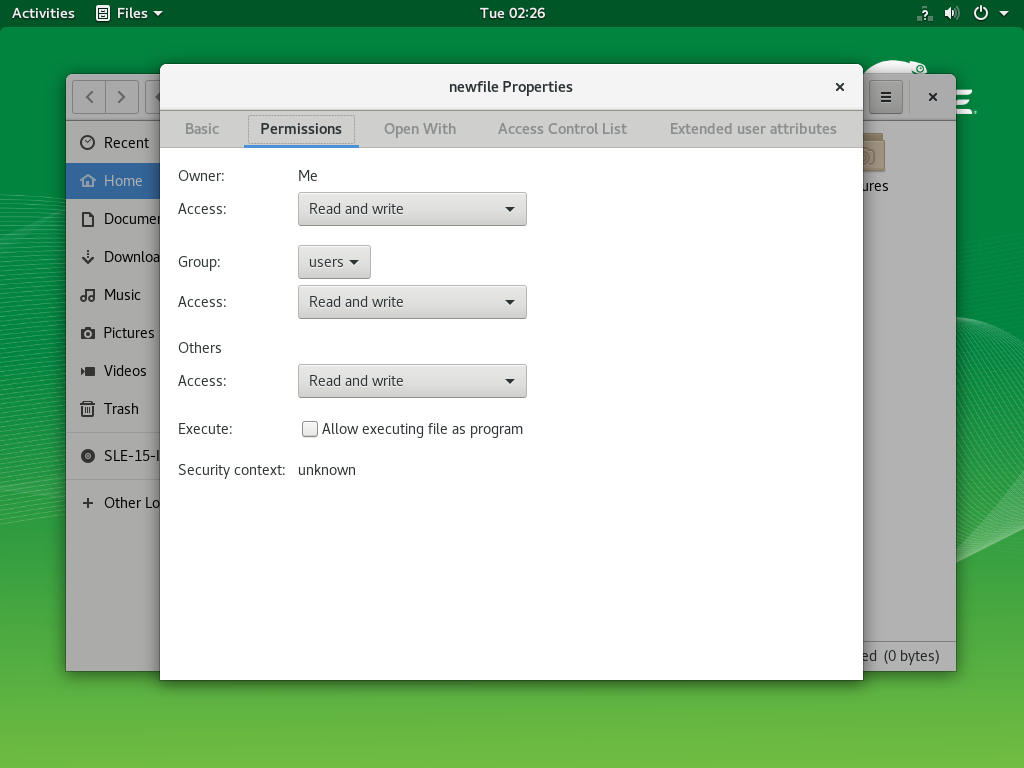 Activities Files Tue 02:26
newfile Properties
Basic Permissions Open With Access Control List Extended user attributes
Recent
Home
Documen
Downloa
Music
Pictures
Videos
Trash
SLE-15-I
Other Lo
Owner: Me
Access: Read and write
Group: users
Access: Read and write
Others
Access: Read and write
Execute: Allow executing file as program
Security context: unknown
ures
ed (0 bytes)